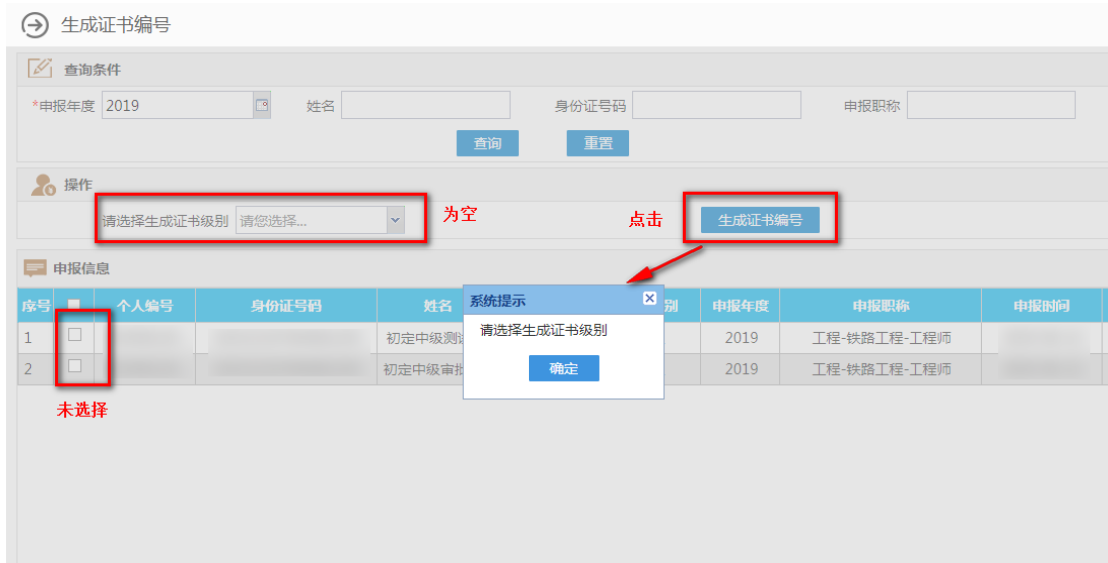 生成证书编号
查询条件
*申报年度 2019 姓名 身份证号码 申报职称
查询 重置
操作
请选择生成证书级别 请您选择... 为空 点击 生成证书编号
申报信息
序号 个人编号 身份证号码 姓名 别 申报年度 申报职称 申报时间
系统提示
请选择生成证书级别
确定
1 初定中级测 2019 工程-铁路工程-工程师
2 初定中级审 2019 工程-铁路工程-工程师
未选择